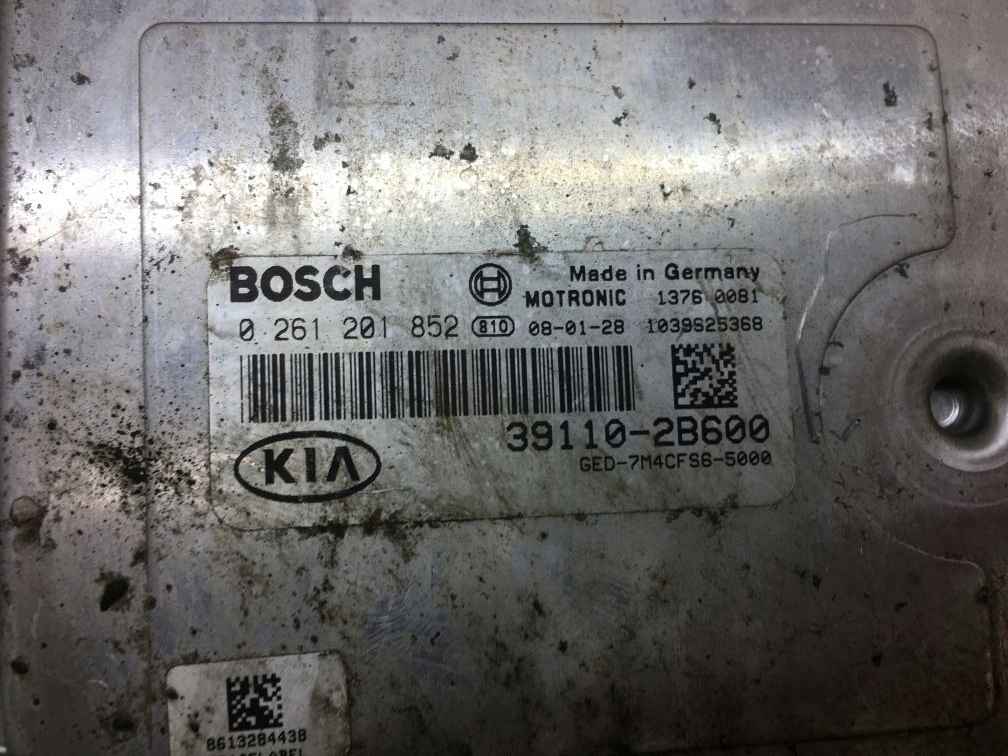 BOSCH
Made in Germany
MOTRONIC 1376 0081
0 261 201 852 810 08-01-28 1039S25368
39110-2B600
KIA
GED-7M4CFS6-5000
8613284438